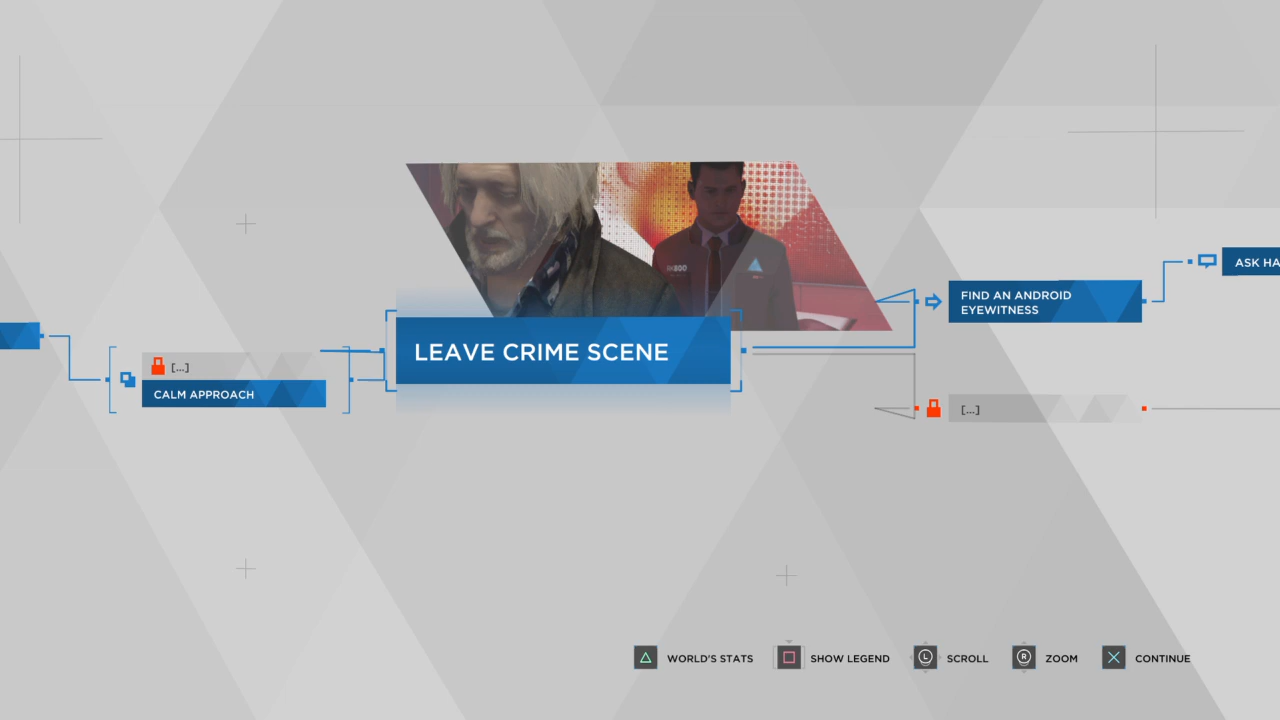 RK800
ASK HA
FIND AN ANDROID
EYEWITNESS
LEAVE CRIME SCENE
[...]
CALM APPROACH
[...]
WORLD'S STATS
SHOW LEGEND
L
SCROLL
R
ZOOM
CONTINUE